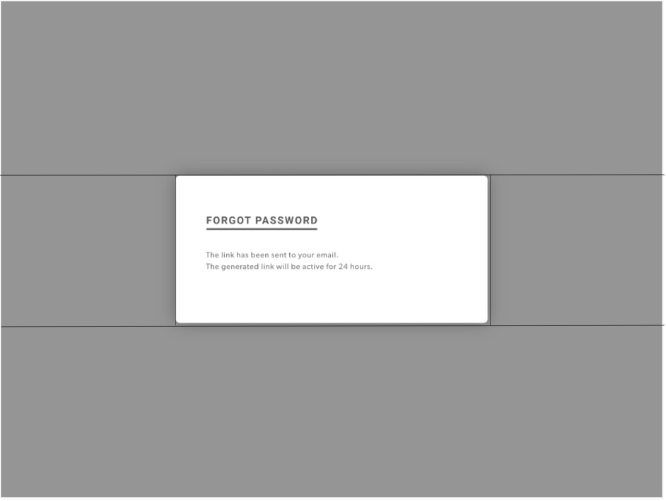 FORGOT PASSWORD
The link has been sent to your email.
The generated link will be active for 24 hours.